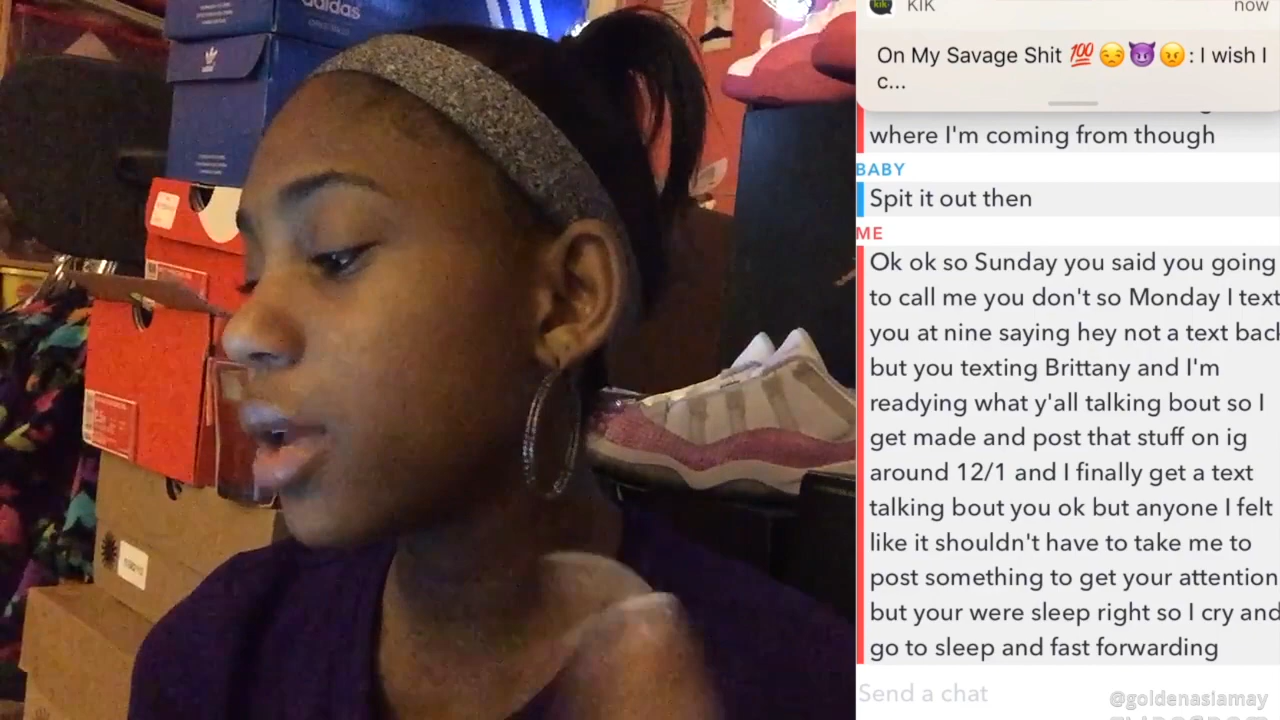 adidas
KIK
now
On My Savage Shit 💯😒😈😠: I wish I
c...
where I'm coming from though
BABY
Spit it out then
ME
Ok ok so Sunday you said you going
to call me you don't so Monday I text
you at nine saying hey not a text back
but you texting Brittany and I'm
readying what y'all talking bout so I
get made and post that stuff on ig
around 12/1 and I finally get a text
talking bout you ok but anyone I felt
like it shouldn't have to take me to
post something to get your attention
but your were sleep right so I cry and
go to sleep and fast forwarding
Send a chat
@goldenasiamay